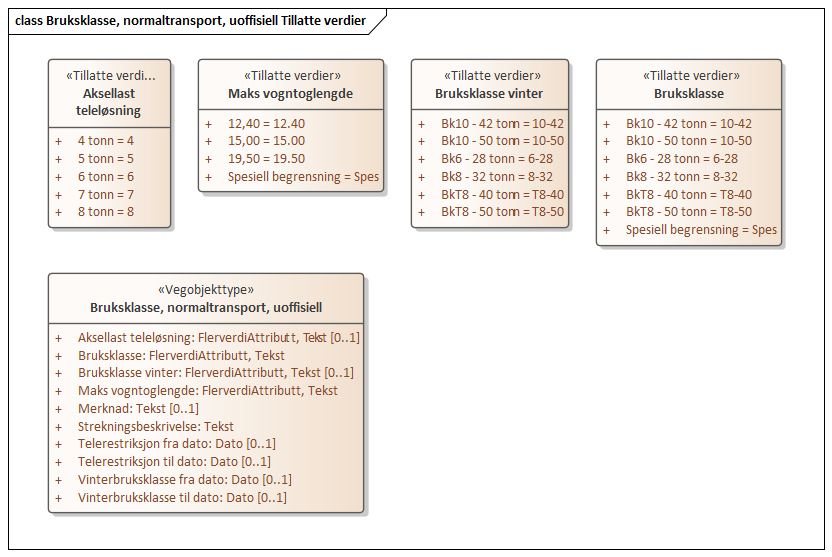 class Bruksklasse, normaltransport, uoffisiell Tillatte verdier
«Tillatte verdi...
Aksellast
teleløsning
+ 4 tonn = 4
+ 5 tonn = 5
+ 6 tonn = 6
+ 7 tonn = 7
+ 8 tonn = 8
«Tillatte verdier»
Maks vogntoglengde
+ 12,40 = 12.40
+ 15,00 = 15.00
+ 19,50 = 19.50
+ Spesiell begrensning = Spes
«Tillatte verdier»
Bruksklasse vinter
+ Bk10 - 42 tonn = 10-42
+ Bk10 - 50 tonn = 10-50
+ Bk6 - 28 tonn = 6-28
+ Bk8 - 32 tonn = 8-32
+ BkT8 - 40 tonn = T8-40
+ BkT8 - 50 tonn = T8-50
«Tillatte verdier»
Bruksklasse
+ Bk10 - 42 tonn = 10-42
+ Bk10 - 50 tonn = 10-50
+ Bk6 - 28 tonn = 6-28
+ Bk8 - 32 tonn = 8-32
+ BkT8 - 40 tonn = T8-40
+ BkT8 - 50 tonn = T8-50
+ Spesiell begrensning = Spes
«Vegobjekttype»
Bruksklasse, normaltransport, uoffisiell
+ Aksellast teleløsning: FlerverdiAttributt, Tekst [0..1]
+ Bruksklasse: FlerverdiAttributt, Tekst
+ Bruksklasse vinter: FlerverdiAttributt, Tekst [0..1]
+ Maks vogntoglengde: FlerverdiAttributt, Tekst
+ Merknad: Tekst [0..1]
+ Strekningsbeskrivelse: Tekst
+ Telerestriksjon fra dato: Dato [0..1]
+ Telerestriksjon til dato: Dato [0..1]
+ Vinterbruksklasse fra dato: Dato [0..1]
+ Vinterbruksklasse til dato: Dato [0..1]